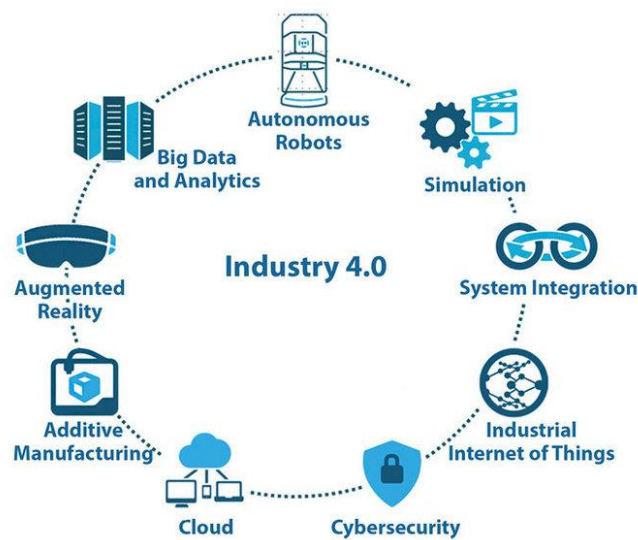 Autonomous
Robots
Big Data
and Analytics
Simulation
Augmented
Reality
Industry 4.0
System Integration
Additive
Manufacturing
Industrial
Internet of Things
Cloud
Cybersecurity